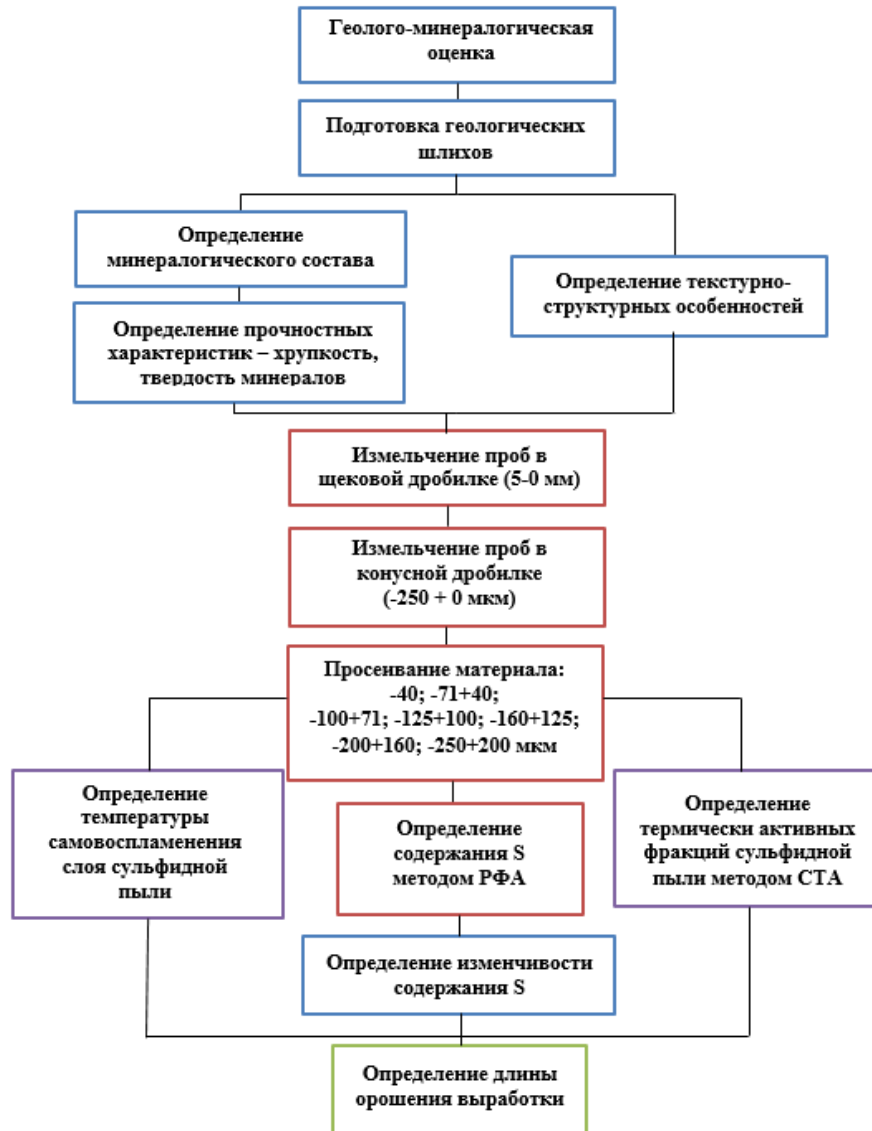 Геолого-минералогическая
оценка
Подготовка геологических
шлихов
Определение
минералогического состава
Определение текстурно-
структурных особенностей
Определение прочностных
характеристик – хрупкость,
твердость минералов
Измельчение проб в
щековой дробилке (5-0 мм)
Измельчение проб в
конусной дробилке
(-250 + 0 мкм)
Просеивание материала:
-40; -71+40;
-100+71; -125+100; -160+125;
-200+160; -250+200 мкм
Определение
температуры
самовоспламенения
слоя сульфидной
пыли
Определение
содержания S
методом РФА
Определение
термически активных
фракций сульфидной
пыли методом СТА
Определение изменчивости
содержания S
Определение длины
орошения выработки